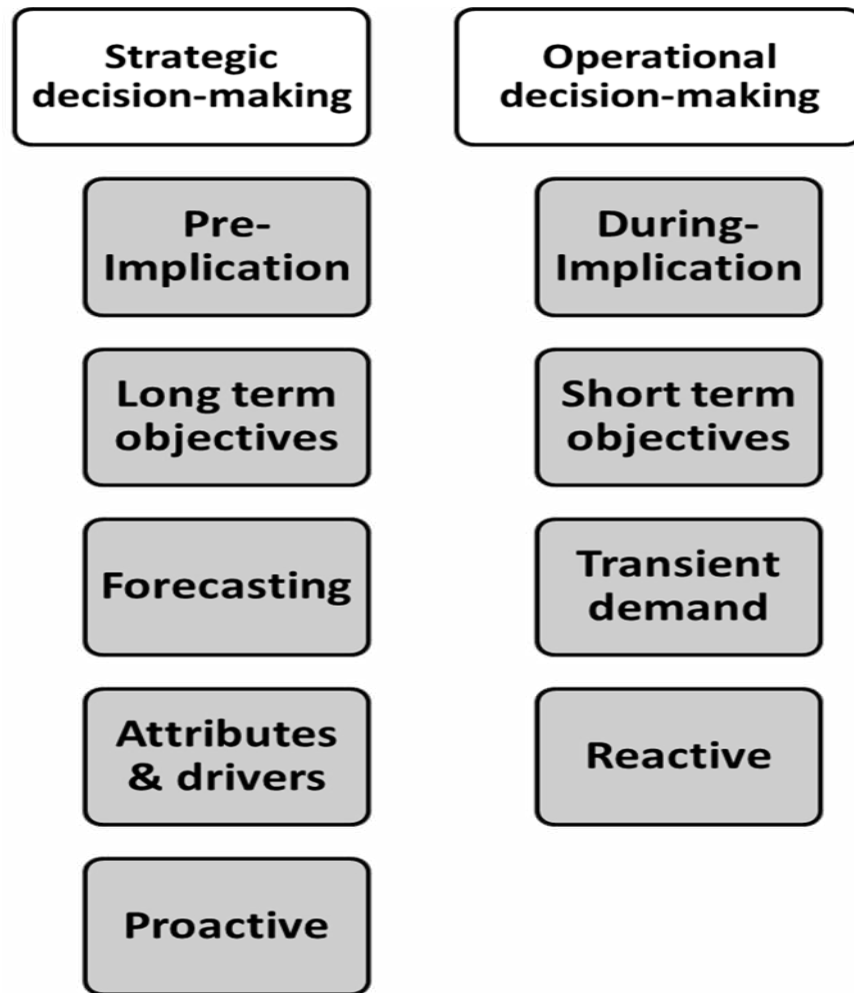 Strategic
decision-making
Pre-
Implication
Long term
objectives
Forecasting
Attributes
& drivers
Proactive
Operational
decision-making
During-
Implication
Short term
objectives
Transient
demand
Reactive